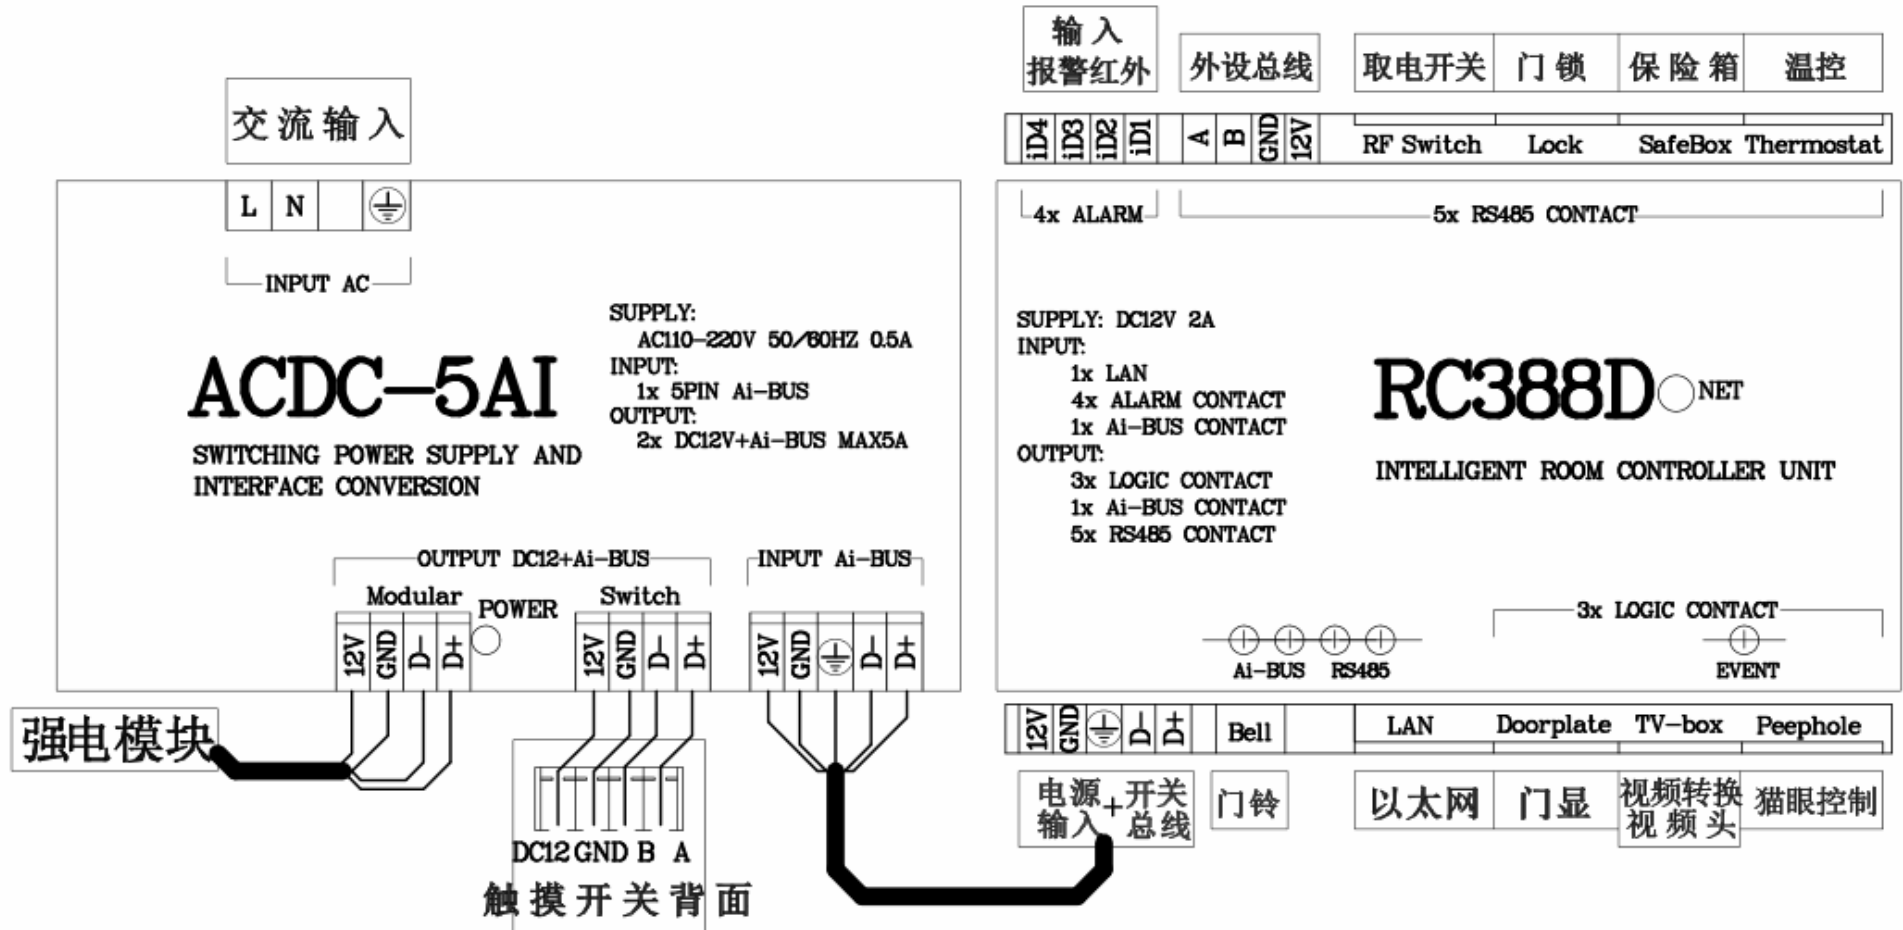 交流输入
L N
INPUT AC
ACDC-5AI
SWITCHING POWER SUPPLY AND
INTERFACE CONVERSION
SUPPLY:
AC110-220V 50/60HZ 0.5A
INPUT:
1x 5PIN Ai-BUS
OUTPUT:
2x DC12V+Ai-BUS MAX5A
OUTPUT DC12+Ai-BUS
INPUT Ai-BUS
Modular
POWER
Switch
12V GND D- D+
12V GND D- D+
12V GND D- D+
强电模块
DC12 GND B A
触摸开关背面
输入
报警红外
外设总线
取电开关
门锁
保险箱
温控
iD4 iD3 iD2 iD1
A B GND 12V
RF Switch
Lock
SafeBox
Thermostat
4x ALARM
5x RS485 CONTACT
SUPPLY: DC12V 2A
INPUT:
1x LAN
4x ALARM CONTACT
1x Ai-BUS CONTACT
OUTPUT:
3x LOGIC CONTACT
1x Ai-BUS CONTACT
5x RS485 CONTACT
RC388D
NET
INTELLIGENT ROOM CONTROLLER UNIT
3x LOGIC CONTACT
Ai-BUS
RS485
EVENT
12V GND D- D+
Bell
LAN
Doorplate
TV-box
Peephole
电源+开关
输入 总线
门铃
以太网
门显
视频转换
视频头
猫眼控制